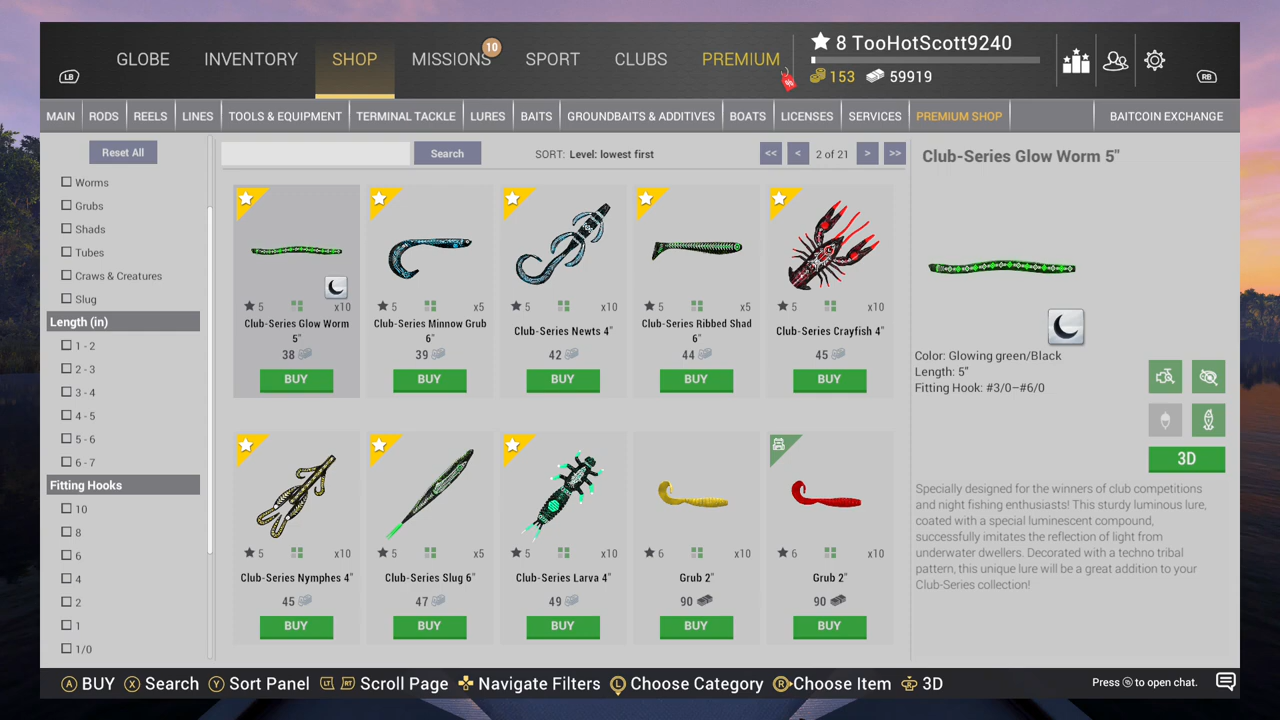 GLOBE INVENTORY SHOP MISSIONS 10 SPORT CLUBS PREMIUM
8 TooHotScott9240
153 59919
LB
RB
MAIN RODS REELS LINES TOOLS & EQUIPMENT TERMINAL TACKLE LURES BAITS GROUNDBAITS & ADDITIVES BOATS LICENSES SERVICES PREMIUM SHOP BAITCOIN EXCHANGE
Reset All
Worms
Grubs
Shads
Tubes
Craws & Creatures
Slug
Length (in)
1 - 2
2 - 3
3 - 4
4 - 5
5 - 6
6 - 7
Fitting Hooks
10
8
6
4
2
1
1/0
Search SORT: Level: lowest first << < 2 of 21 > >>
5 x10
Club-Series Glow Worm
5"
38
BUY
5 x5
Club-Series Minnow Grub
6"
39
BUY
5 x10
Club-Series Newts 4"
42
BUY
5 x5
Club-Series Ribbed Shad
6"
44
BUY
5 x10
Club-Series Crayfish 4"
45
BUY
5 x10
Club-Series Nymphes 4"
45
BUY
5 x5
Club-Series Slug 6"
47
BUY
5 x10
Club-Series Larva 4"
49
BUY
6 x10
Grub 2"
90
BUY
6 x10
Grub 2"
90
BUY
Club-Series Glow Worm 5"
Color: Glowing green/Black
Length: 5"
Fitting Hook: #3/0–#6/0
3D
Specially designed for the winners of club competitions
and night fishing enthusiasts! This sturdy luminous lure,
coated with a special luminescent compound,
successfully imitates the reflection of light from
underwater dwellers. Decorated with a techno tribal
pattern, this unique lure will be a great addition to your
Club-Series collection!
A BUY X Search Y Sort Panel LT RT Scroll Page Navigate Filters L Choose Category R Choose Item 3D
Press to open chat.